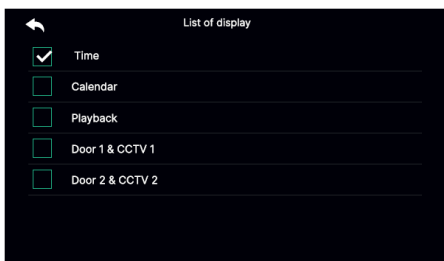 List of display
Time
Calendar
Playback
Door 1 & CCTV 1
Door 2 & CCTV 2